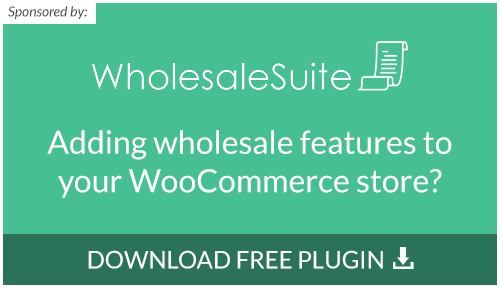 Sponsored by:
WholesaleSuite
Adding wholesale features to
your WooCommerce store?
DOWNLOAD FREE PLUGIN